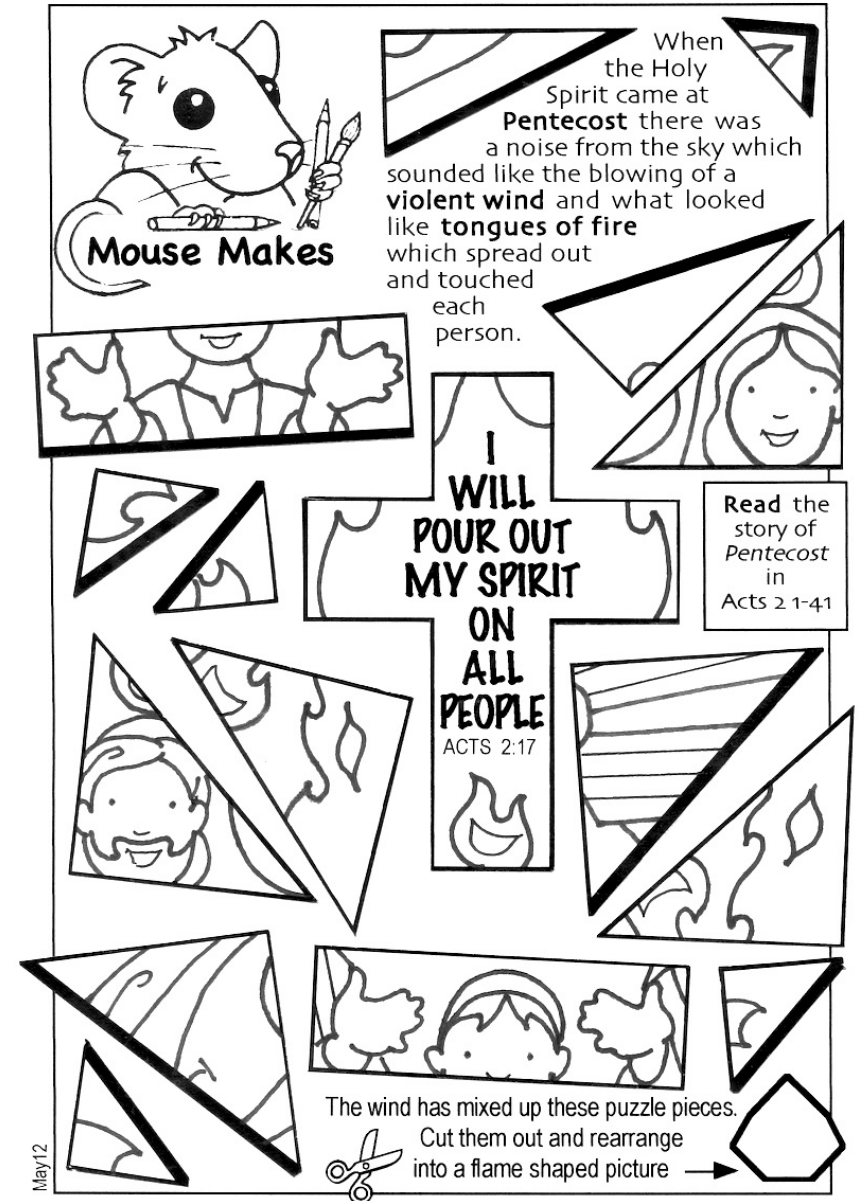 Mouse Makes
When
the Holy
Spirit came at
Pentecost there was
a noise from the sky which
sounded like the blowing of a
violent wind and what looked
like tongues of fire
which spread out
and touched
each
person.
I
WILL
POUR OUT
MY SPIRIT
ON
ALL
PEOPLE
ACTS 2:17
Read the
story of
Pentecost
in
Acts 2 1-41
The wind has mixed up these puzzle pieces.
Cut them out and rearrange
into a flame shaped picture
May12